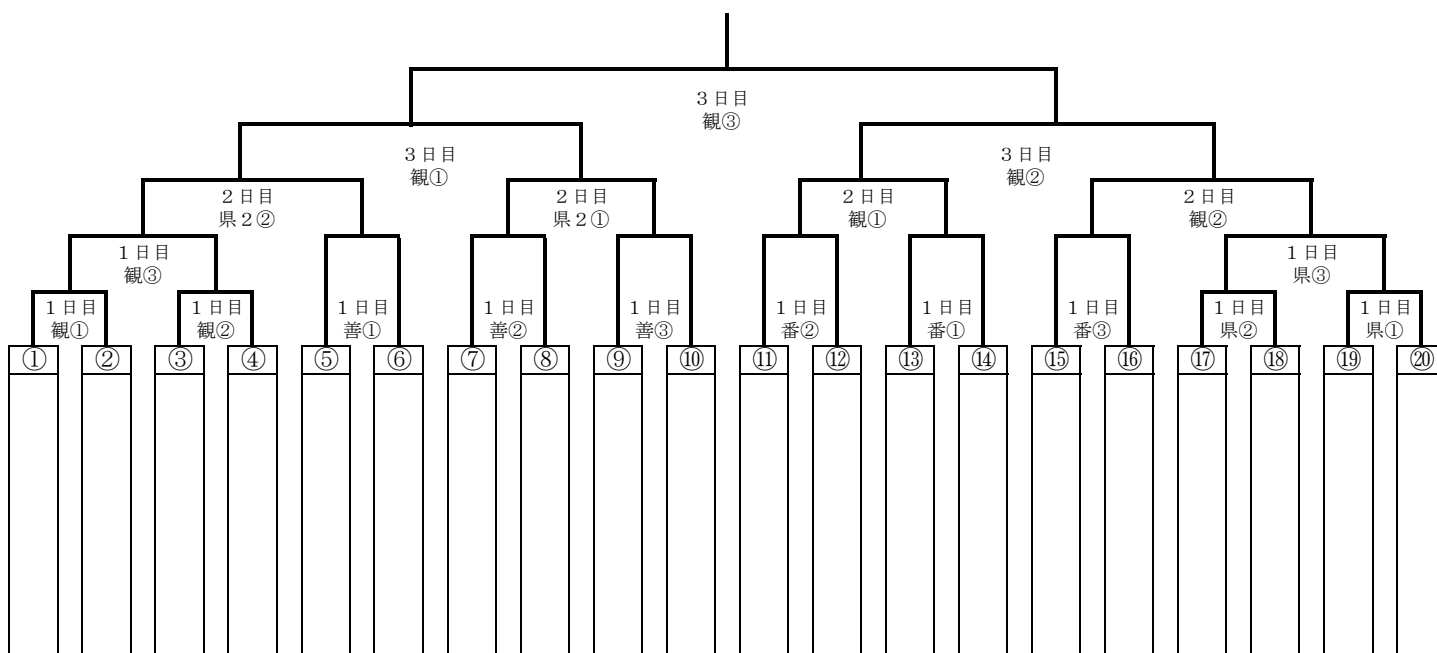 3日目
観③
3日目
観①
3日目
観②
2日目
県2②
2日目
県2①
2日目
観①
2日目
観②
1日目
観③
1日目
県③
1日目
観①
1日目
観②
1日目
善①
1日目
善②
1日目
善③
1日目
番②
1日目
番①
1日目
番③
1日目
県②
1日目
県①
① ② ③ ④ ⑤ ⑥ ⑦ ⑧ ⑨ ⑩ ⑪ ⑫ ⑬ ⑭ ⑮ ⑯ ⑰ ⑱ ⑲ ⑳